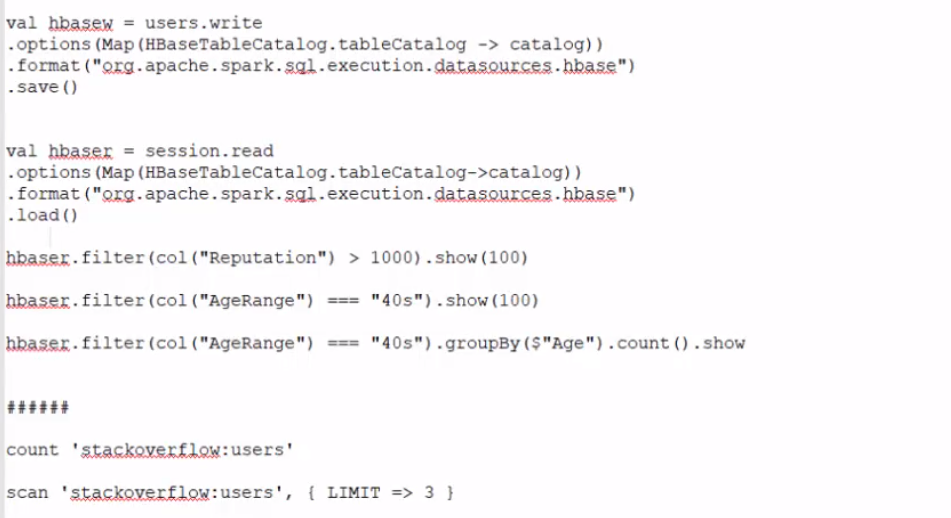 val hbasew = users.write
.options(Map(HBaseTableCatalog.tableCatalog -> catalog))
.format("org.apache.spark.sql.execution.datasources.hbase")
.save()
val hbaser = session.read
.options(Map(HBaseTableCatalog.tableCatalog->catalog))
.format("org.apache.spark.sql.execution.datasources.hbase")
.load()
hbaser.filter(col("Reputation") > 1000).show(100)
hbaser.filter(col("AgeRange") === "40s").show(100)
hbaser.filter(col("AgeRange") === "40s").groupBy($"Age").count().show
######
count 'stackoverflow:users'
scan 'stackoverflow:users', { LIMIT => 3 }